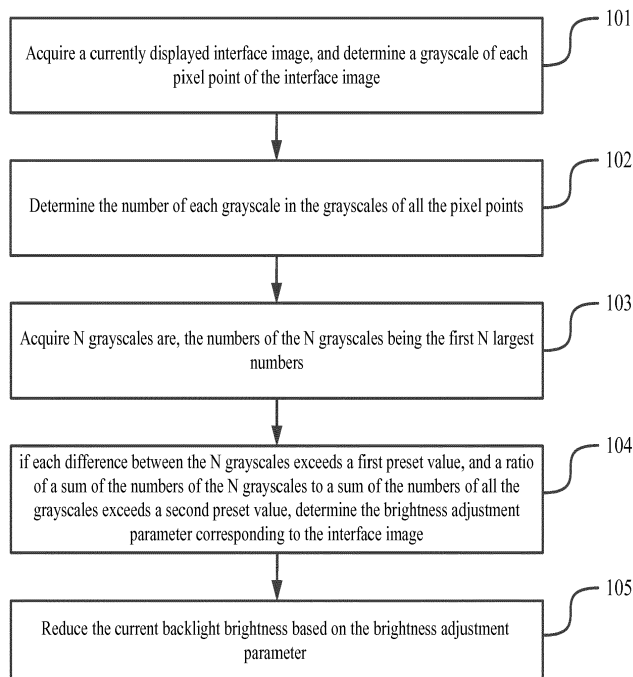 101
Acquire a currently displayed interface image, and determine a grayscale of each
pixel point of the interface image
102
Determine the number of each grayscale in the grayscales of all the pixel points
103
Acquire N grayscales are, the numbers of the N grayscales being the first N largest
numbers
104
if each difference between the N grayscales exceeds a first preset value, and a ratio
of a sum of the numbers of the N grayscales to a sum of the numbers of all the
grayscales exceeds a second preset value, determine the brightness adjustment
parameter corresponding to the interface image
105
Reduce the current backlight brightness based on the brightness adjustment
parameter